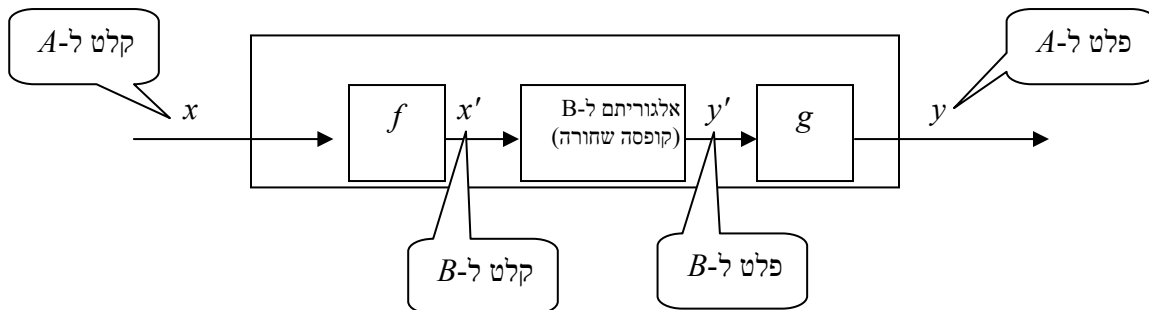 קלט ל-A
פלט ל-A
x
f
x'
אלגוריתם ל-B
(קופסה שחורה)
y'
g
y
קלט ל-B
פלט ל-B